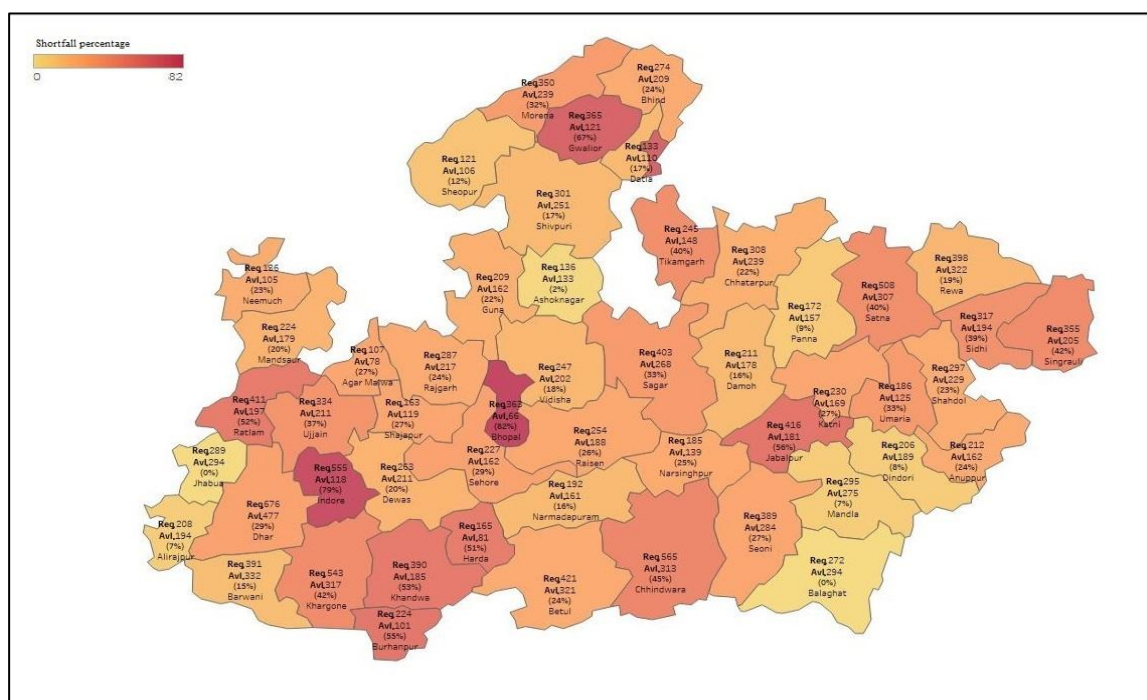 Shortfall percentage
0 82
Req.274
Avl.209
(24%)
Bhind
Req.350
Avl.239
(32%)
Morena
Req.365
Avl.121
(67%)
Gwalior
Req.133
Avl.110
(17%)
Datia
Req.121
Avl.106
(12%)
Sheopur
Req.301
Avl.251
(17%)
Shivpuri
Req.245
Avl.148
(40%)
Tikamgarh
Req.308
Avl.239
(22%)
Chhatarpur
Req.508
Avl.307
(40%)
Satna
Req.398
Avl.322
(19%)
Rewa
Req.136
Avl.105
(23%)
Neemuch
Req.209
Avl.162
(22%)
Guna
Req.136
Avl.133
(2%)
Ashoknagar
Req.172
Avl.157
(9%)
Panna
Req.317
Avl.194
(39%)
Sidhi
Req.355
Avl.205
(42%)
Singrauli
Req.224
Avl.179
(20%)
Mandsaur
Req.107
Avl.78
(27%)
Agar Malwa
Req.287
Avl.217
(24%)
Rajgarh
Req.247
Avl.202
(18%)
Vidisha
Req.403
Avl.268
(33%)
Sagar
Req.211
Avl.178
(16%)
Damoh
Req.297
Avl.229
(23%)
Shahdol
Req.411
Avl.197
(52%)
Ratlam
Req.334
Avl.211
(37%)
Ujjain
Req.163
Avl.119
(27%)
Shajapur
Req.363
Avl.66
(82%)
Bhopal
Req.230
Avl.169
(27%)
Katni
Req.186
Avl.125
(33%)
Umaria
Req.416
Avl.181
(56%)
Jabalpur
Req.289
Avl.294
(0%)
Jhabua
Req.555
Avl.118
(79%)
Indore
Req.263
Avl.211
(20%)
Dewas
Req.227
Avl.162
(29%)
Sehore
Req.254
Avl.188
(26%)
Raisen
Req.185
Avl.139
(25%)
Narsinghpur
Req.206
Avl.189
(8%)
Dindori
Req.212
Avl.162
(24%)
Anuppur
Req.676
Avl.477
(29%)
Dhar
Req.192
Avl.161
(16%)
Narmadapuram
Req.295
Avl.275
(7%)
Mandla
Req.208
Avl.194
(7%)
Alirajpur
Req.165
Avl.81
(51%)
Harda
Req.389
Avl.284
(27%)
Seoni
Req.391
Avl.332
(15%)
Barwani
Req.543
Avl.317
(42%)
Khargone
Req.390
Avl.185
(53%)
Khandwa
Req.421
Avl.321
(24%)
Betul
Req.565
Avl.313
(45%)
Chhindwara
Req.272
Avl.294
(0%)
Balaghat
Req.224
Avl.101
(55%)
Burhanpur